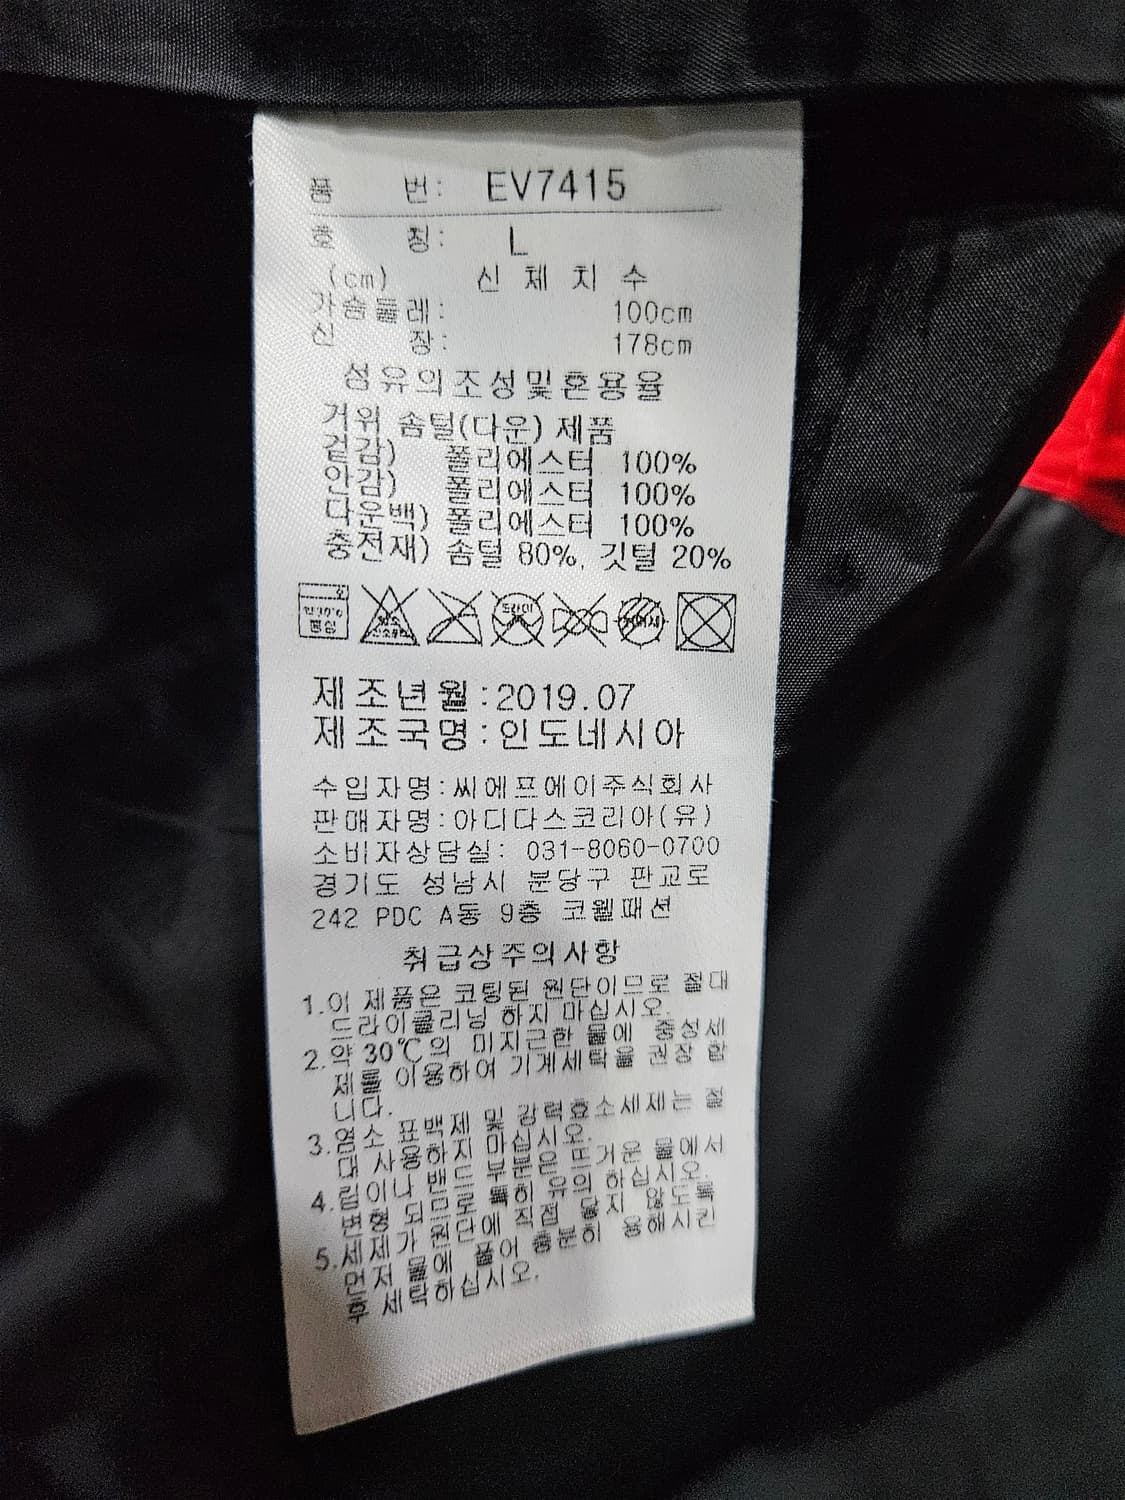 품 번: EV7415
호 칭: L
(cm) 신 체 치 수
가슴둘레: 100cm
신 장: 178cm
섬유의조성및혼용율
거위 솜털(다운) 제품
겉감) 폴리에스터 100%
안감) 폴리에스터 100%
다운백) 폴리에스터 100%
충전재) 솜털 80%, 깃털 20%
제조년월:2019.07
제조국명:인도네시아
수입자명:씨에프에이주식회사
판매자명:아디다스코리아(유)
소비자상담실: 031-8060-0700
경기도 성남시 분당구 판교로
242 PDC A동 9층 코웰패션
취급상주의사항
1.이 제품은 코팅된 원단이므로 절대
드라이클리닝 하지 마십시오.
2.약 30℃의 미지근한 물에 중성세
제를 이용하여 기계세탁을 권장 합
니다.
3.염소 표백제 및 강력효소세제는 절
대 사용하지 마십시오.
4.립이나 밴드 부분은 뜨거운 물에서
변형 되므로 특히 유의 하십시오.
5.세제가 원단에 직접 닿지 않도록
먼저 물에 풀어 충분히 용해시킨
후 세탁하십시오.